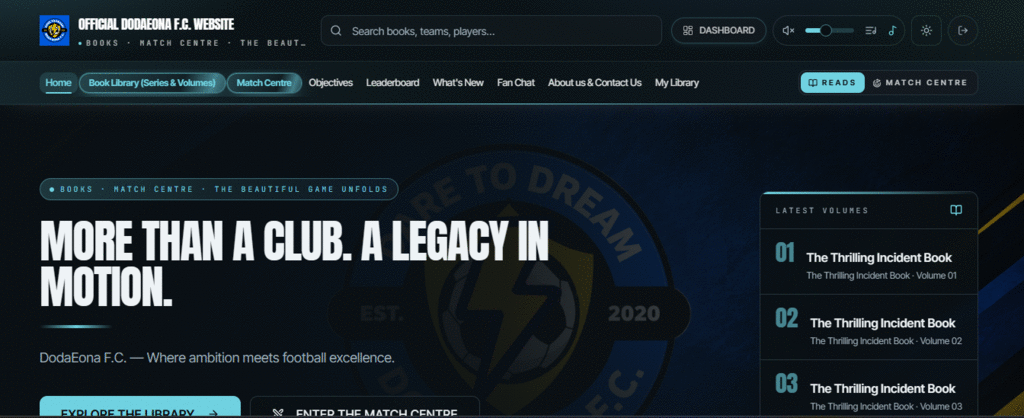 OFFICIAL DODAEONA F.C. WEBSITE
BOOKS · MATCH CENTRE · THE BEAUT…
Search books, teams, players...
DASHBOARD
Home
Book Library (Series & Volumes)
Match Centre
Objectives
Leaderboard
What's New
Fan Chat
About us & Contact Us
My Library
READS
MATCH CENTRE
BOOKS · MATCH CENTRE · THE BEAUTIFUL GAME UNFOLDS
MORE THAN A CLUB. A LEGACY IN
MOTION.
DodaEona F.C. — Where ambition meets football excellence.
EXPLORE THE LIBRARY →
ENTER THE MATCH CENTRE
RE TO DREAM
EST.
2020
F.C.
LATEST VOLUMES
01
The Thrilling Incident Book
The Thrilling Incident Book · Volume 01
02
The Thrilling Incident Book
The Thrilling Incident Book · Volume 02
03
The Thrilling Incident Book
The Thrilling Incident Book · Volume 03